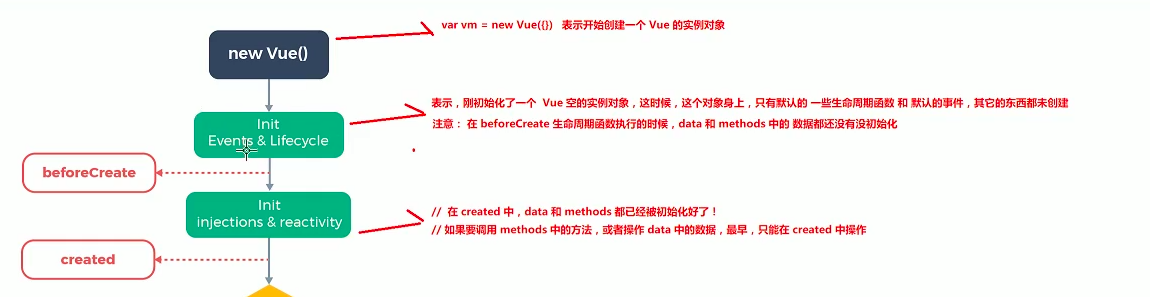 var vm = new Vue({}) 表示开始创建一个 Vue 的实例对象
new Vue()
表示，刚初始化了一个 Vue 空的实例对象，这时候，这个对象身上，只有默认的 一些生命周期函数 和 默认的事件，其它的东西都未创建
注意： 在 beforeCreate 生命周期函数执行的时候，data 和 methods 中的 数据都还没有没初始化
Init
Events & Lifecycle
beforeCreate
Init
injections & reactivity
// 在 created 中，data 和 methods 都已经被初始化好了！
// 如果要调用 methods 中的方法，或者操作 data 中的数据，最早，只能在 created 中操作
created